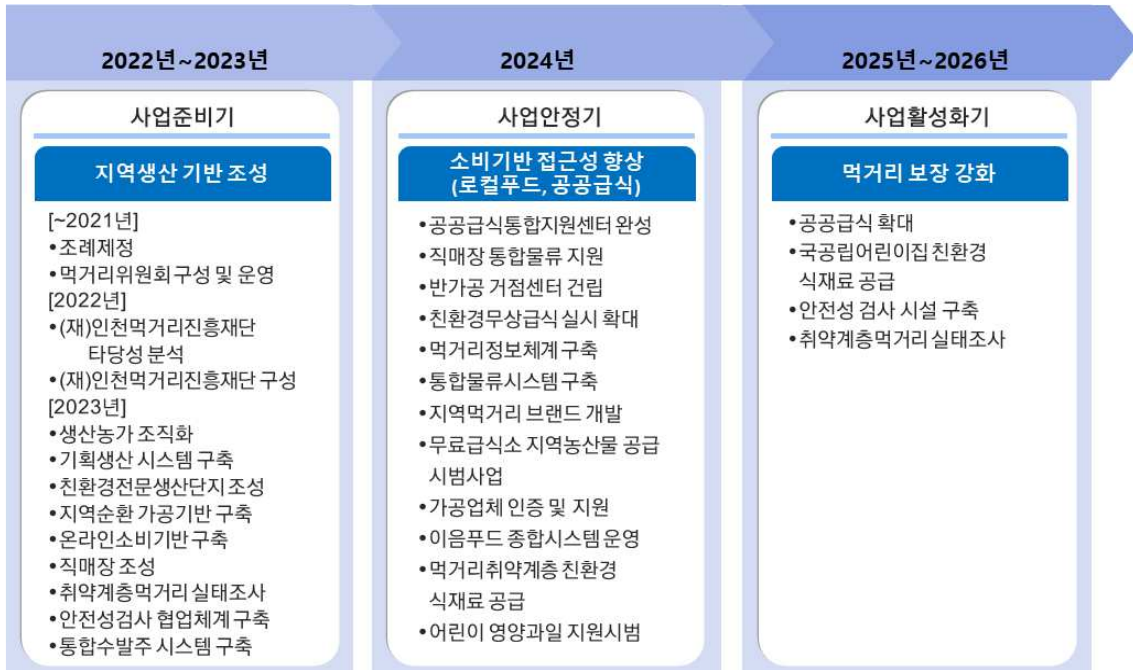 2022년~2023년
사업준비기
지역생산 기반 조성
[~2021년]
•조례제정
•먹거리위원회 구성 및 운영
[2022년]
•(재)인천먹거리진흥재단
타당성 분석
•(재)인천먹거리진흥재단 구성
[2023년]
•생산농가 조직화
•기획생산 시스템 구축
•친환경전문생산단지 조성
•지역순환 가공기반 구축
•온라인소비기반 구축
•직매장 조성
•취약계층먹거리 실태조사
•안전성검사 협업체계 구축
•통합수발주 시스템 구축
2024년
사업안정기
소비기반 접근성 향상
(로컬푸드, 공공급식)
•공공급식통합지원센터 완성
•직매장 통합물류 지원
•반가공 거점센터 건립
•친환경무상급식 실시 확대
•먹거리정보체계 구축
•통합물류시스템 구축
•지역먹거리 브랜드 개발
•무료급식소 지역농산물 공급
시범사업
•가공업체 인증 및 지원
•이음푸드 종합시스템 운영
•먹거리취약계층 친환경
식재료 공급
•어린이 영양과일 지원시범
2025년~2026년
사업활성화기
먹거리 보장 강화
•공공급식 확대
•국공립어린이집 친환경
식재료 공급
•안전성 검사 시설 구축
•취약계층먹거리 실태조사